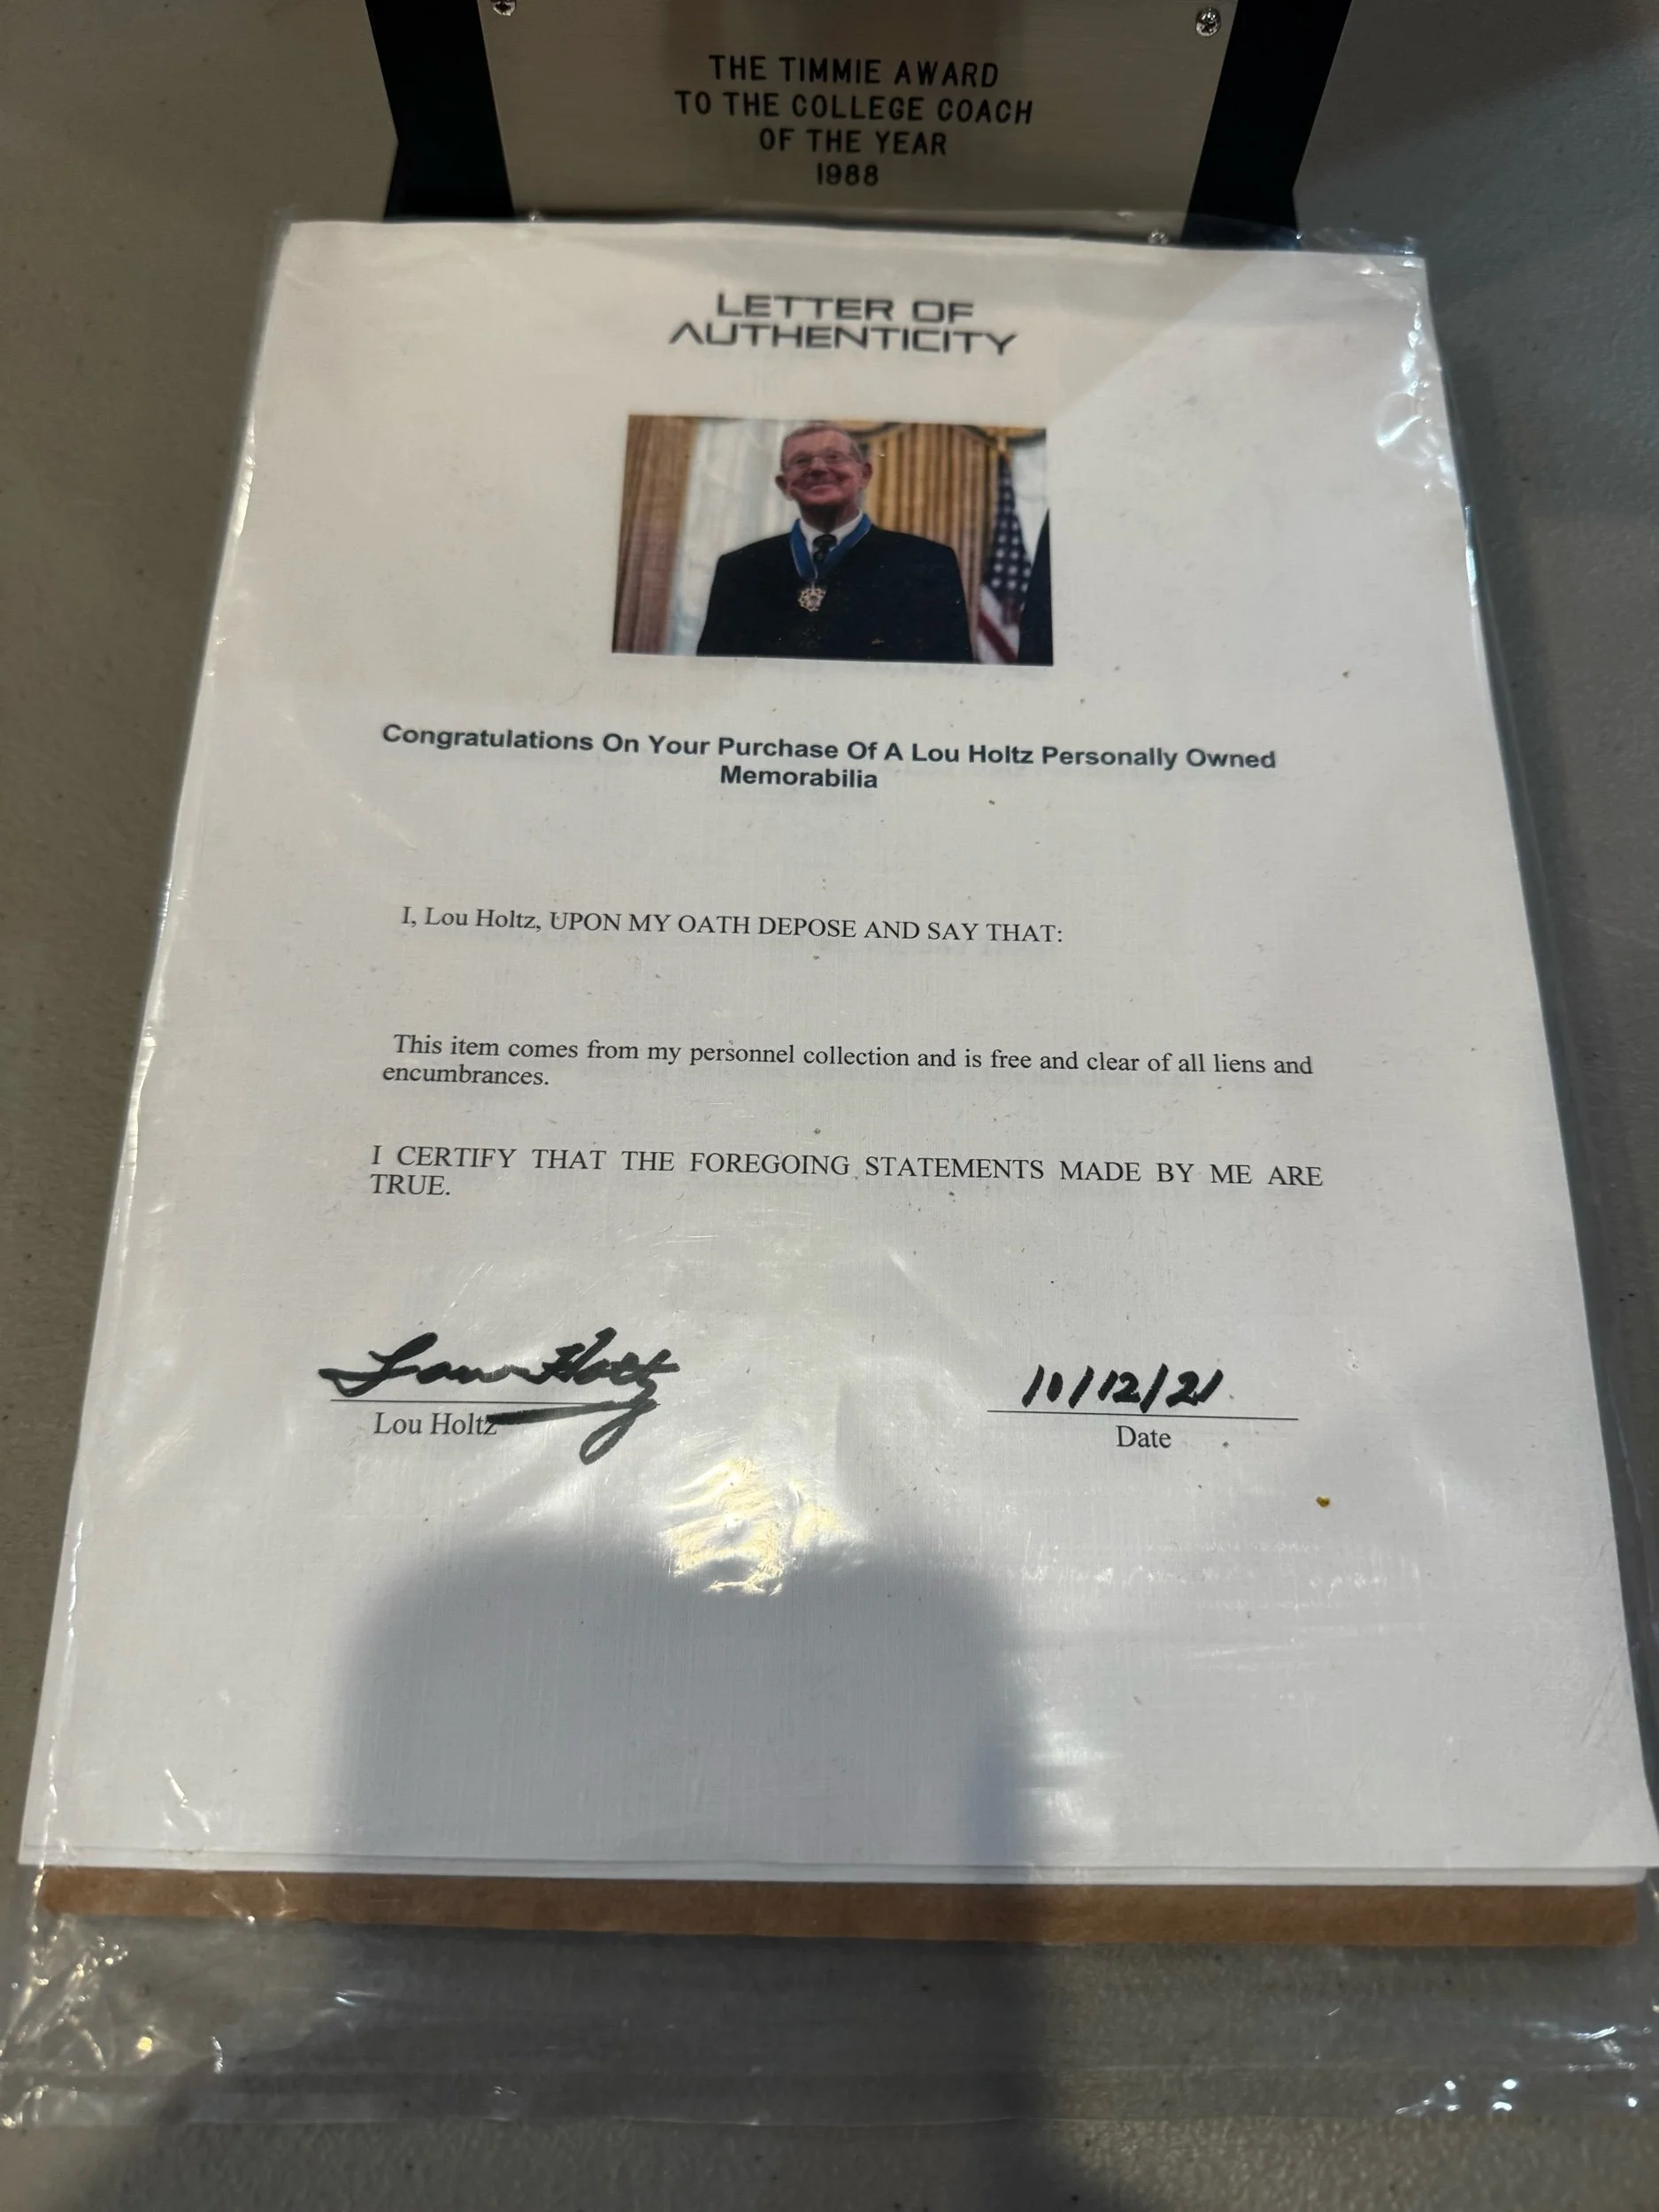 THE TIMMIE AWARD
TO THE COLLEGE COACH
OF THE YEAR
1988
LETTER OF
AUTHENTICITY
Congratulations On Your Purchase Of A Lou Holtz Personally Owned
Memorabilia
I, Lou Holtz, UPON MY OATH DEPOSE AND SAY THAT:
This item comes from my personnel collection and is free and clear of all liens and
encumbrances.
I CERTIFY THAT THE FOREGOING STATEMENTS MADE BY ME ARE
TRUE.
Lou Holtz 10/12/21
Lou Holtz Date